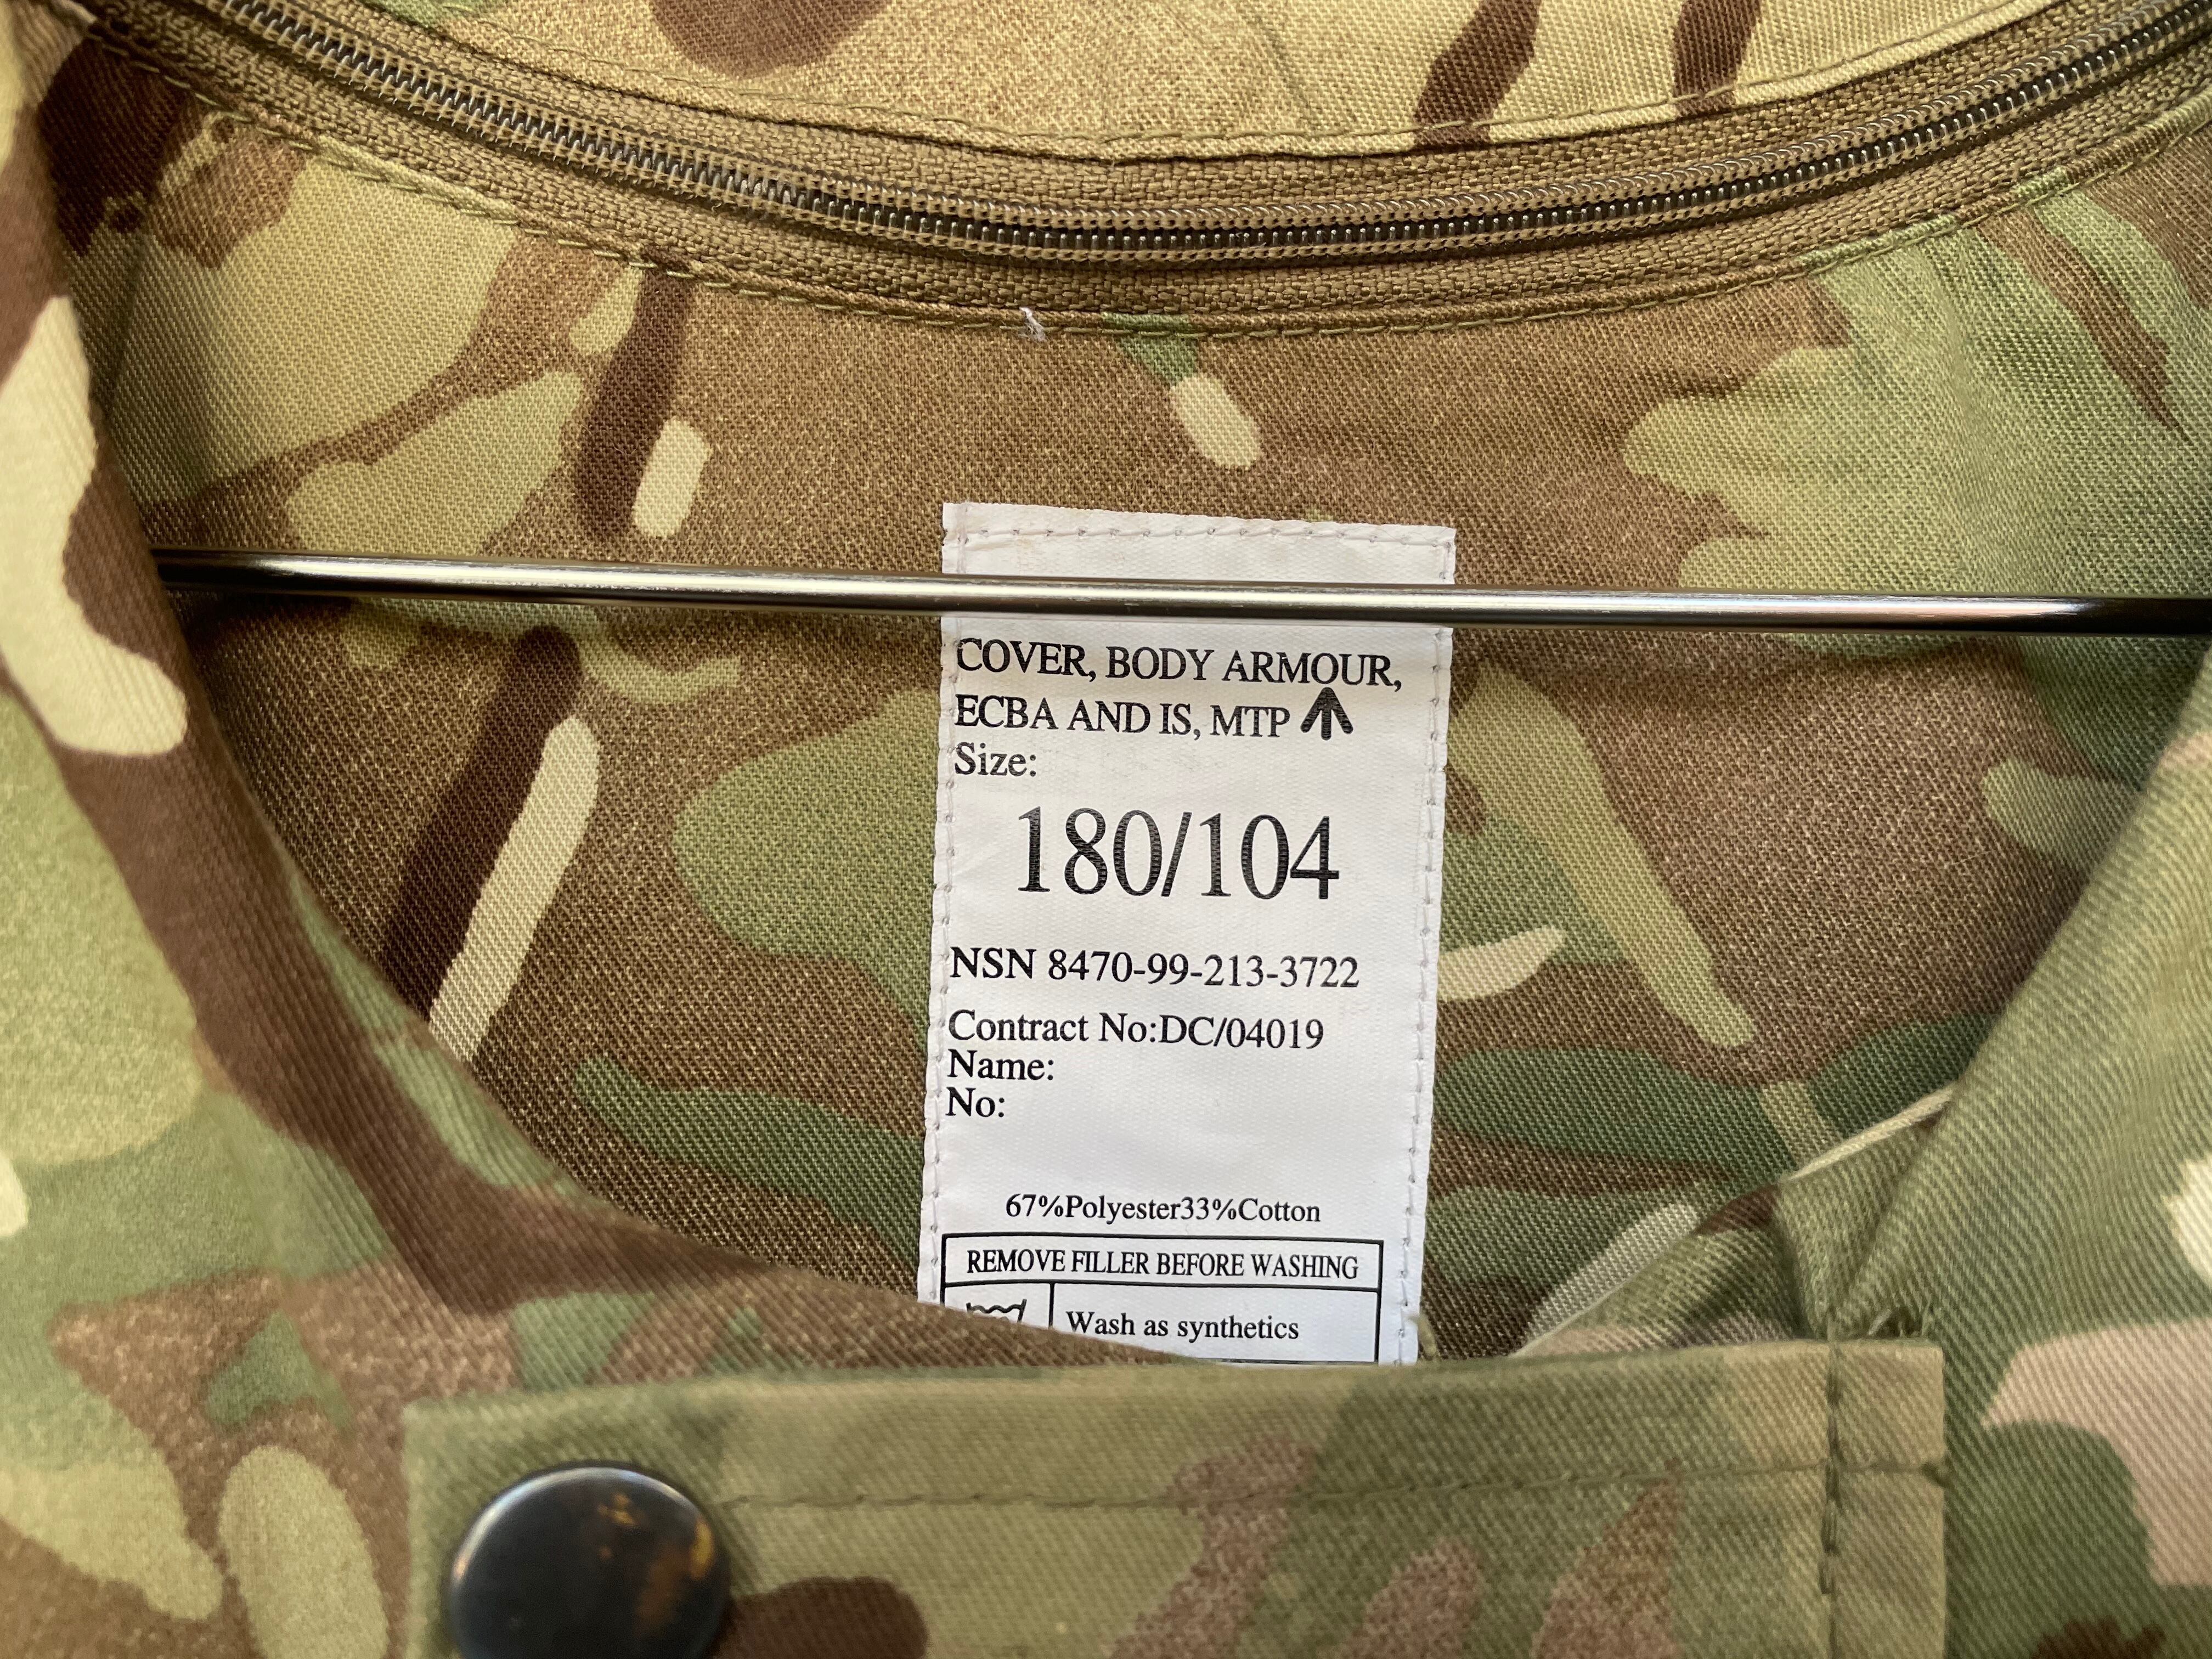 COVER, BODY ARMOUR,
ECBA AND IS, MTP
Size:
180/104
NSN 8470-99-213-3722
Contract No:DC/04019
Name:
No:
67%Polyester33%Cotton
REMOVE FILLER BEFORE WASHING
Wash as synthetics